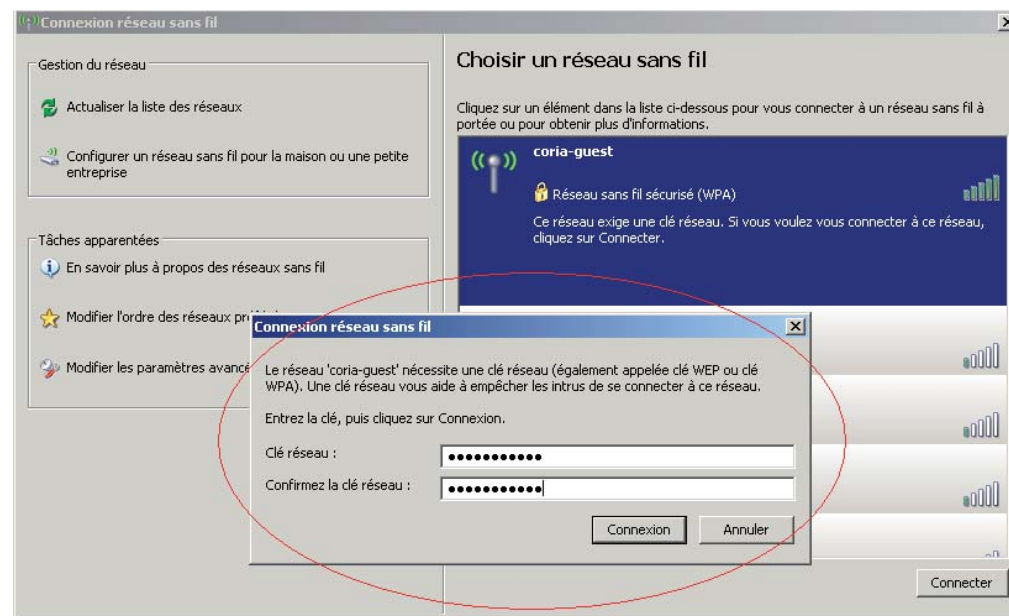 Connexion réseau sans fil
Gestion du réseau
Actualiser la liste des réseaux
Configurer un réseau sans fil pour la maison ou une petite
entreprise
Tâches apparentées
En savoir plus à propos des réseaux sans fil
Modifier l'ordre des réseaux
Modifier les paramètres
Choisir un réseau sans fil
Cliquez sur un élément dans la liste ci-dessous pour vous connecter à un réseau sans fil à
portée ou pour obtenir plus d'informations.
coria-guest
Réseau sans fil sécurisé (WPA)
Ce réseau exige une clé réseau. Si vous voulez vous connecter à ce réseau,
cliquez sur Connecter.
Connexion réseau sans fil
Le réseau 'coria-guest' nécessite une clé réseau (également appelée clé WEP ou clé
WPA). Une clé réseau vous aide à empêcher les intrus de se connecter à ce réseau.
Entrez la clé, puis cliquez sur Connexion.
Clé réseau : ●●●●●●●●●●●
Confirmez la clé réseau : ●●●●●●●●●●●
Connexion
Annuler
Connecter